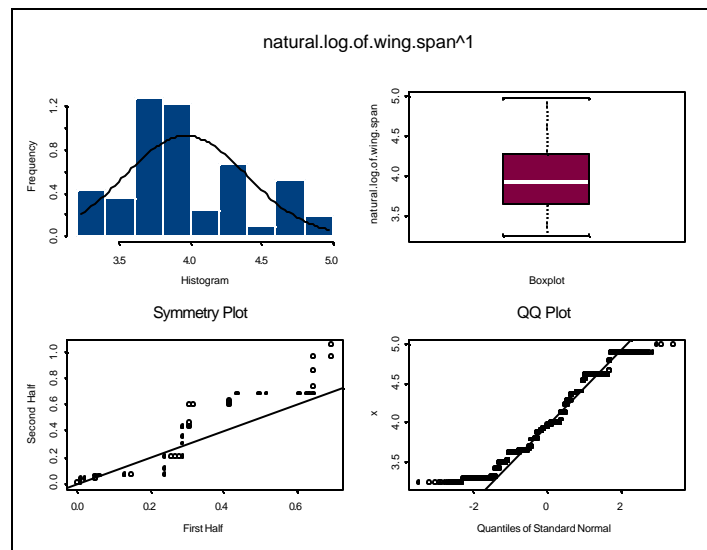 natural.log.of.wing.span^1
Frequency
0.0 0.4 0.8 1.2
3.5 4.0 4.5 5.0
Histogram
natural.log.of.wing.span
3.5 4.0 4.5 5.0
Boxplot
Symmetry Plot
Second Half
0.0 0.2 0.4 0.6 0.8 1.0
0.0 0.2 0.4 0.6
First Half
QQ Plot
x
3.5 4.0 4.5 5.0
-2 0 2
Quantiles of Standard Normal